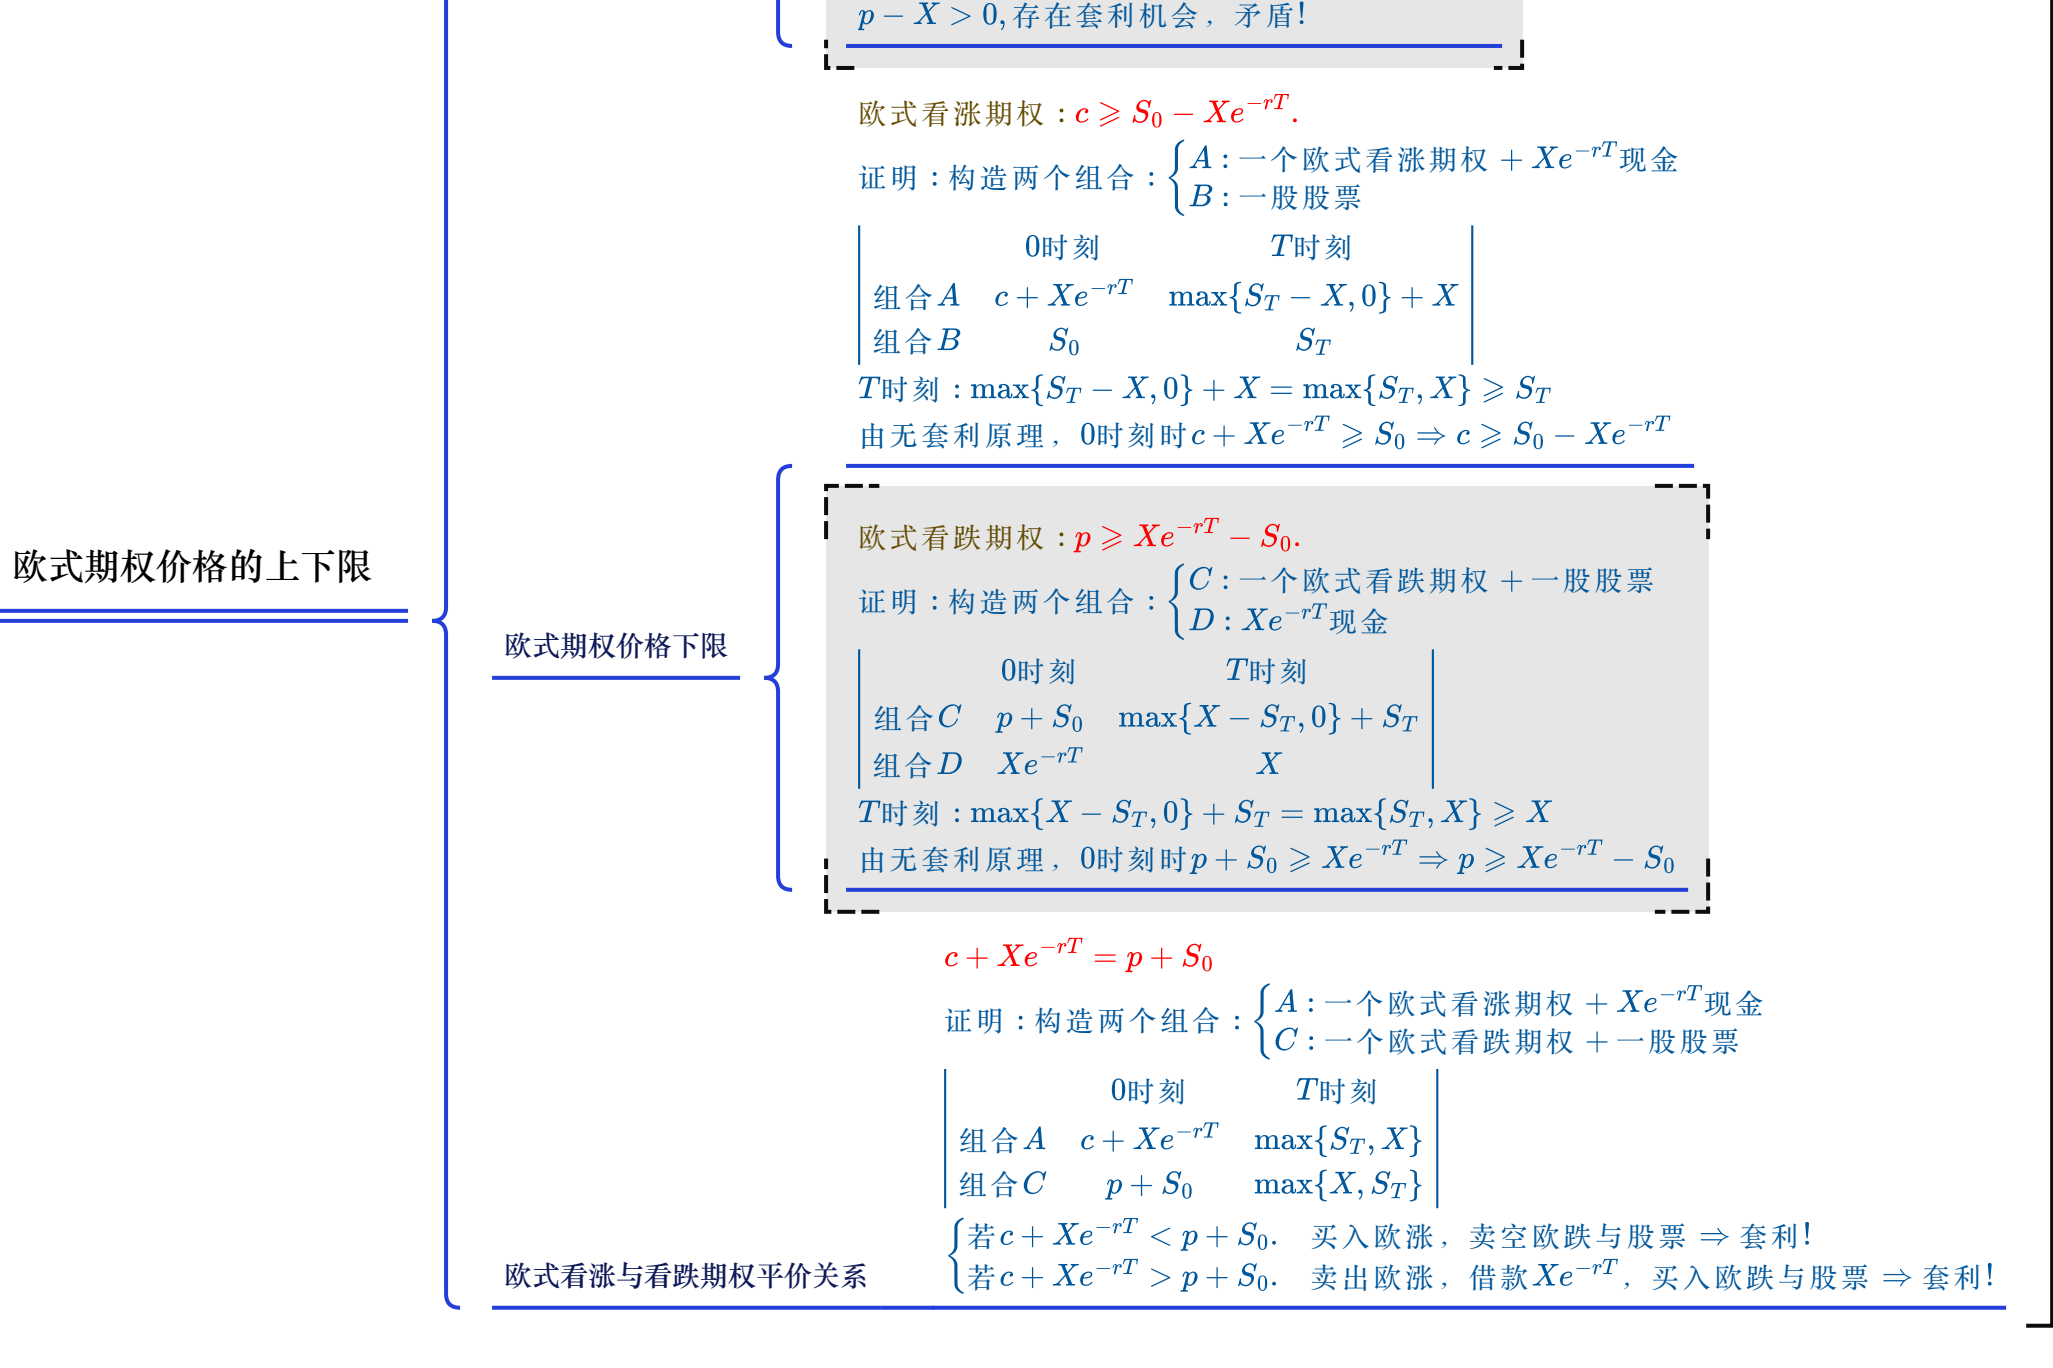 p − X > 0,存在套利机会，矛盾!
欧式看涨期权：c ⩾ S₀ − Xe^{−rT}.
证明：构造两个组合：{A：一个欧式看涨期权 + Xe^{−rT}现金
B：一股股票
0时刻 T时刻
组合A c + Xe^{−rT} max{S_T − X, 0} + X
组合B S₀ S_T
T时刻：max{S_T − X, 0} + X = max{S_T, X} ⩾ S_T
由无套利原理，0时刻时c + Xe^{−rT} ⩾ S₀ ⇒ c ⩾ S₀ − Xe^{−rT}
欧式期权价格的上下限
欧式期权价格下限
欧式看跌期权：p ⩾ Xe^{−rT} − S₀.
证明：构造两个组合：{C：一个欧式看跌期权 + 一股股票
D：Xe^{−rT}现金
0时刻 T时刻
组合C p + S₀ max{X − S_T, 0} + S_T
组合D Xe^{−rT} X
T时刻：max{X − S_T, 0} + S_T = max{S_T, X} ⩾ X
由无套利原理，0时刻时p + S₀ ⩾ Xe^{−rT} ⇒ p ⩾ Xe^{−rT} − S₀
欧式看涨与看跌期权平价关系
c + Xe^{−rT} = p + S₀
证明：构造两个组合：{A：一个欧式看涨期权 + Xe^{−rT}现金
C：一个欧式看跌期权 + 一股股票
0时刻 T时刻
组合A c + Xe^{−rT} max{S_T, X}
组合C p + S₀ max{X, S_T}
{若c + Xe^{−rT} < p + S₀. 买入欧涨，卖空欧跌与股票 ⇒ 套利!
若c + Xe^{−rT} > p + S₀. 卖出欧涨，借款Xe^{−rT}，买入欧跌与股票 ⇒ 套利!